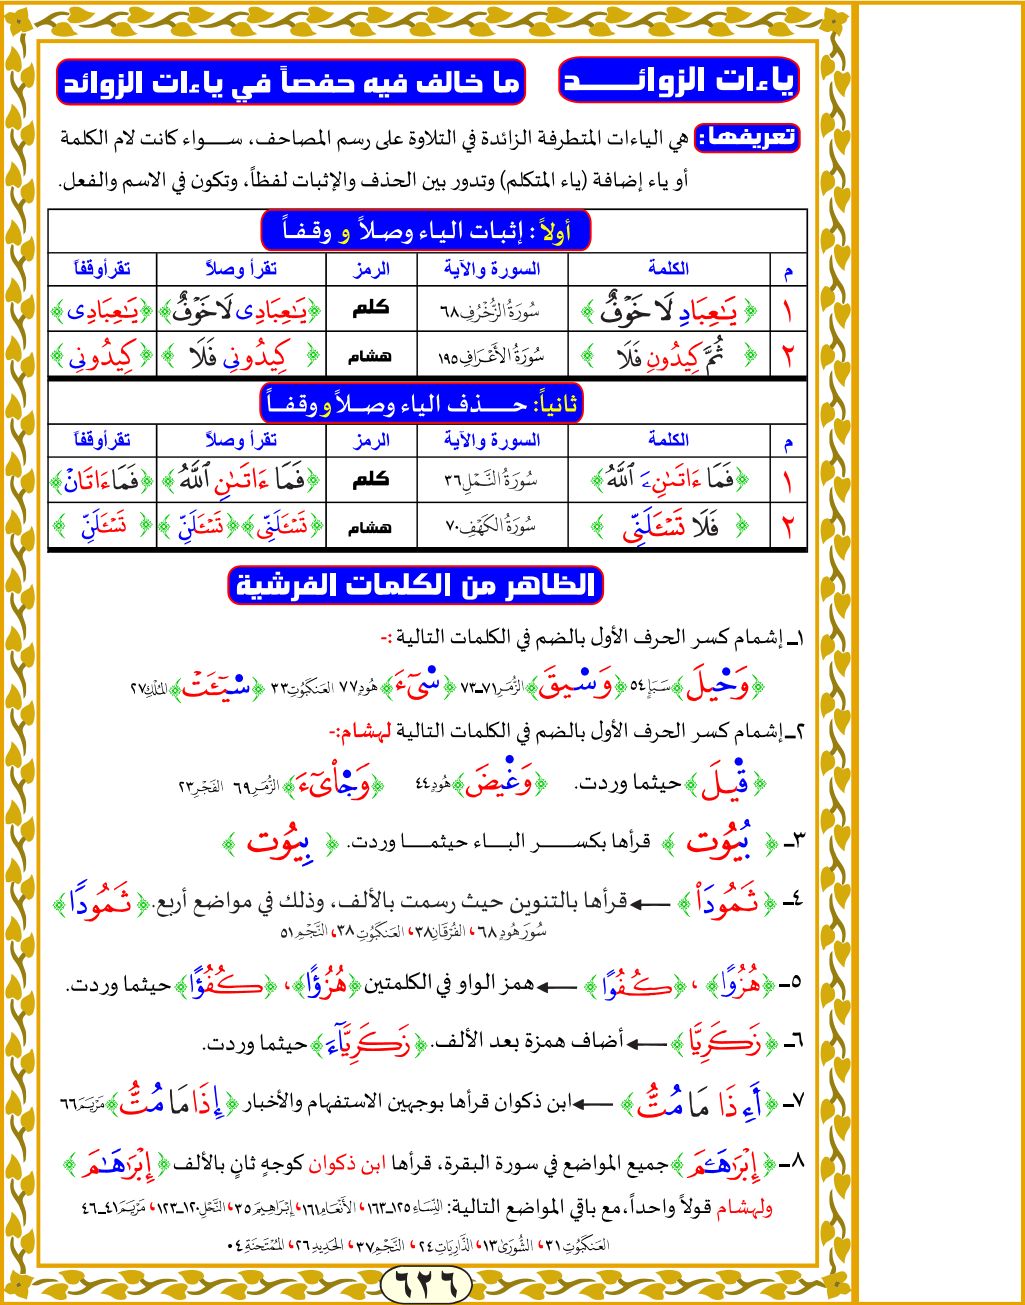 ياءات الزوائـــــد ما خالف فيه حفصاً في ياءات الزوائد
تعريفها: هي الياءات المتطرفة الزائدة في التلاوة على رسم المصاحف، ســـواء كانت لام الكلمة
أو ياء إضافة (ياء المتكلم) وتدور بين الحذف والإثبات لفظاً، وتكون في الاسم والفعل.
أولاً : إثبات الياء وصلاً و وقفاً
م الكلمة السورة والآية الرمز تقرأ وصلاً تقرأوقفاً
١ ﴿ يَٰعِبَادِ لَا خَوْفٌ ﴾ سُورَةُ الزُّخْرُفِ ٦٨ كلم ﴿يَٰعِبَادِى لَا خَوْفٌ﴾ ﴿يَٰعِبَادِى﴾
٢ ﴿ ثُمَّ كِيدُونِ فَلَا ﴾ سُورَةُ الأَعْرَافِ ١٩٥ هشام ﴿ كِيدُونِي فَلَا ﴾ ﴿كِيدُونِي﴾
ثانياً: حـــذف الياء وصـلاً ووقفـاً
م الكلمة السورة والآية الرمز تقرأ وصلاً تقرأوقفاً
١ ﴿فَمَا ءَاتَىٰنِۦَ ٱللَّهُ﴾ سُورَةُ النَّمْلِ ٣٦ كلم ﴿فَمَا ءَاتَىٰنِ ٱللَّهُ﴾ ﴿فَمَاءَاتَانْ﴾
٢ ﴿ فَلَا تَسْـَٔلَنِّي ﴾ سُورَةُ الكَهْفِ ٧٠ هشام ﴿تَسْـَٔلَنِّي﴾﴿تَسْـَٔلَنِّ﴾ ﴿تَسْـَٔلَنِّ﴾
الظاهر من الكلمات الفرشية
١ـ إشمام كسر الحرف الأول بالضم في الكلمات التالية :-
﴿وَحِيلَ﴾ سَبَإ ٥٤ ﴿وَسِيقَ﴾ الزُّمَر ٧١ـ٧٣ ﴿سِىٓءَ﴾ هُود ٧٧ العَنكَبُوت ٣٣ ﴿سِيٓـَٔتْ﴾ المُلْك ٢٧
٢ـ إشمام كسر الحرف الأول بالضم في الكلمات التالية لهشام:-
﴿قِيلَ﴾ حيثما وردت. ﴿وَغِيضَ﴾ هُود ٤٤ ﴿وَجِاْىٓءَ﴾ الزُّمَر ٦٩ الفَجْر ٢٣
٣ـ ﴿ بُيُوت ﴾ قرأها بكســـر البـاء حيثمـــا وردت. ﴿ بِيُوت ﴾
٤ـ ﴿ثَمُودَاْ﴾ ← قرأها بالتنوين حيث رسمت بالألف، وذلك في مواضع أربع. ﴿ثَمُودًا﴾
سُورَ هُودٍ ٦٨، الفُرْقَان ٣٨، العَنكَبُوت ٣٨، النَّجْم ٥١
٥ـ ﴿هُزُوًا﴾ ، ﴿كُفُوًا﴾ ← همز الواو في الكلمتين ﴿هُزُؤًا﴾، ﴿كُفُؤًا﴾ حيثما وردت.
٦ـ ﴿زَكَرِيَّا﴾ ← أضاف همزة بعد الألف. ﴿زَكَرِيَّآءَ﴾ حيثما وردت.
٧ـ ﴿أَءِذَا مَا مُتُّ﴾ ← ابن ذكوان قرأها بوجهين الاستفهام والأخبار ﴿إِذَا مَا مُتُّ﴾ مَرْيَم ٦٦
٨ـ ﴿إِبْرَٰهَـۧمَ﴾ جميع المواضع في سورة البقرة، قرأها ابن ذكوان كوجهٍ ثانٍ بالألف ﴿إِبْرَٰهَٰمَ﴾
ولهشام قولاً واحداً،مع باقي المواضع التالية: النِّسَاء ١٢٥ـ١٦٣، الأَنْعَام ١٦١، إِبْرَاهِيم ٣٥، النَّحْل ١٢٠ـ١٢٣، مَرْيَم ٤١ـ٤٦
العَنكَبُوت ٣١، الشُّورَىٰ ١٣، الذَّارِيَات ٢٤، النَّجْم ٣٧، الحَدِيد ٢٦، المُمْتَحَنَة ٠٤
٦٢٦